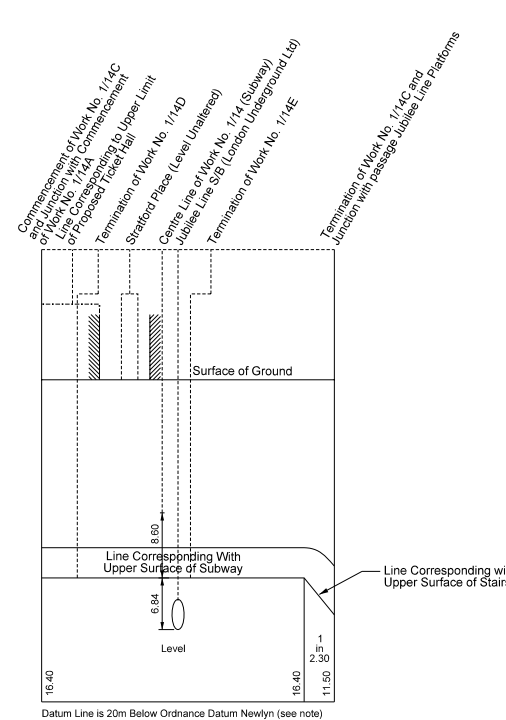 Commencement of Work No. 1/14C
and Junction with Commencement
of Work No. 1/14A
Line Corresponding to Upper Limit
of Proposed Ticket Hall
Termination of Work No. 1/14D
Stratford Place (Level Unaltered)
Centre Line of Work No. 1/14 (Subway)
Jubilee Line S/B (London Underground Ltd)
Termination of Work No. 1/14E
Termination of Work No. 1/14C and
Junction with passage Jubilee Line Platforms
Surface of Ground
8.60
Line Corresponding With
Upper Surface of Subway
Line Corresponding wi
Upper Surface of Stairs
6.84
Level
1
in
2.30
16.40
16.40
11.50
Datum Line is 20m Below Ordnance Datum Newlyn (see note)